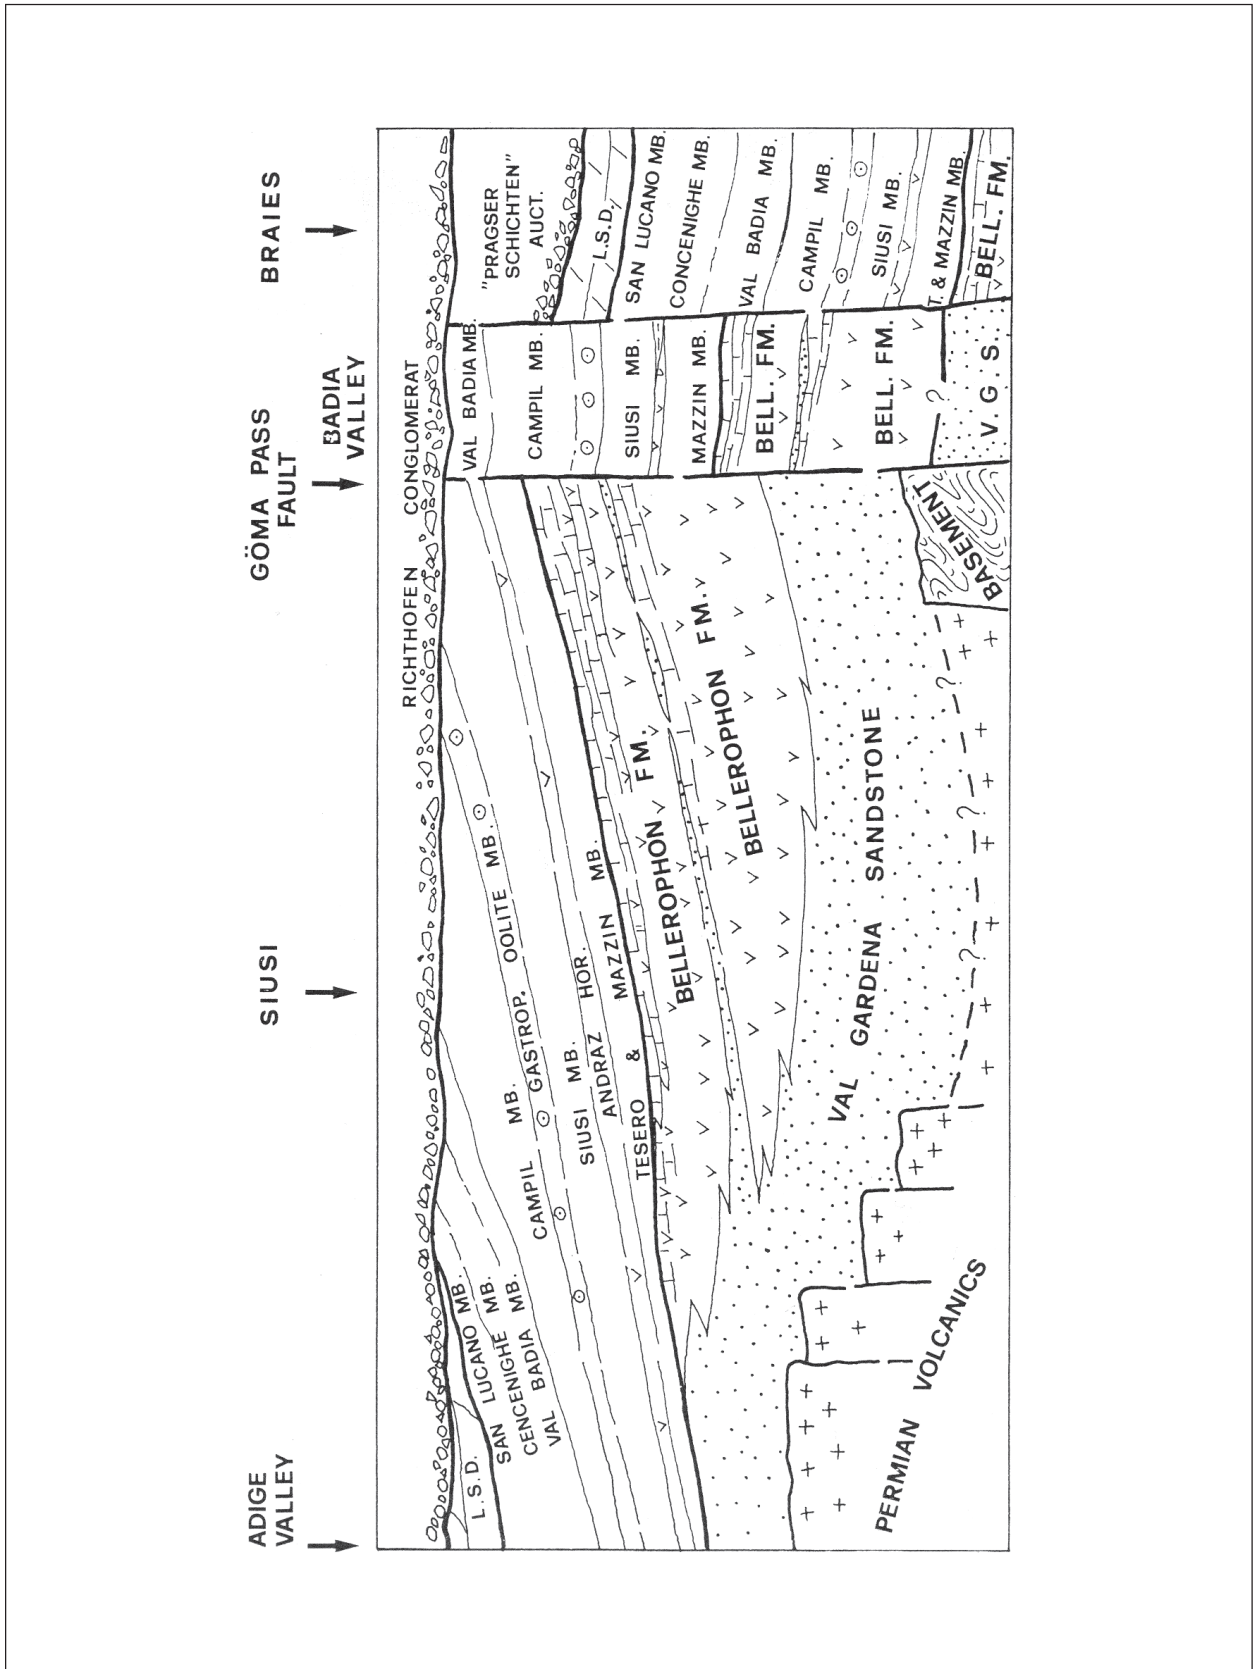 ADIGE
VALLEY
SIUSI
GÖMA PASS
FAULT
BADIA
VALLEY
BRAIES
RICHTHOFEN CONGLOMERAT
L.S.D.
SAN LUCANO MB.
CENCENIGHE MB.
VAL BADIA MB.
CAMPIL MB.
GASTROP. OOLITE MB.
SIUSI MB.
ANDRAZ HOR.
TESERO & MAZZIN MB.
BELLEROPHON FM.
BELLEROPHON FM.
VAL GARDENA SANDSTONE
PERMIAN VOLCANICS
? ? ? ?
BASEMENT
VAL BADIA MB.
CAMPIL MB.
SIUSI MB.
MAZZIN MB.
BELL. FM.
BELL. FM.
?
V. G. S.
"PRAGSER
SCHICHTEN"
AUCT.
L.S.D.
SAN LUCANO MB.
CONCENIGHE MB.
VAL BADIA MB.
CAMPIL MB.
SIUSI MB.
T. & MAZZIN MB.
BELL. FM.